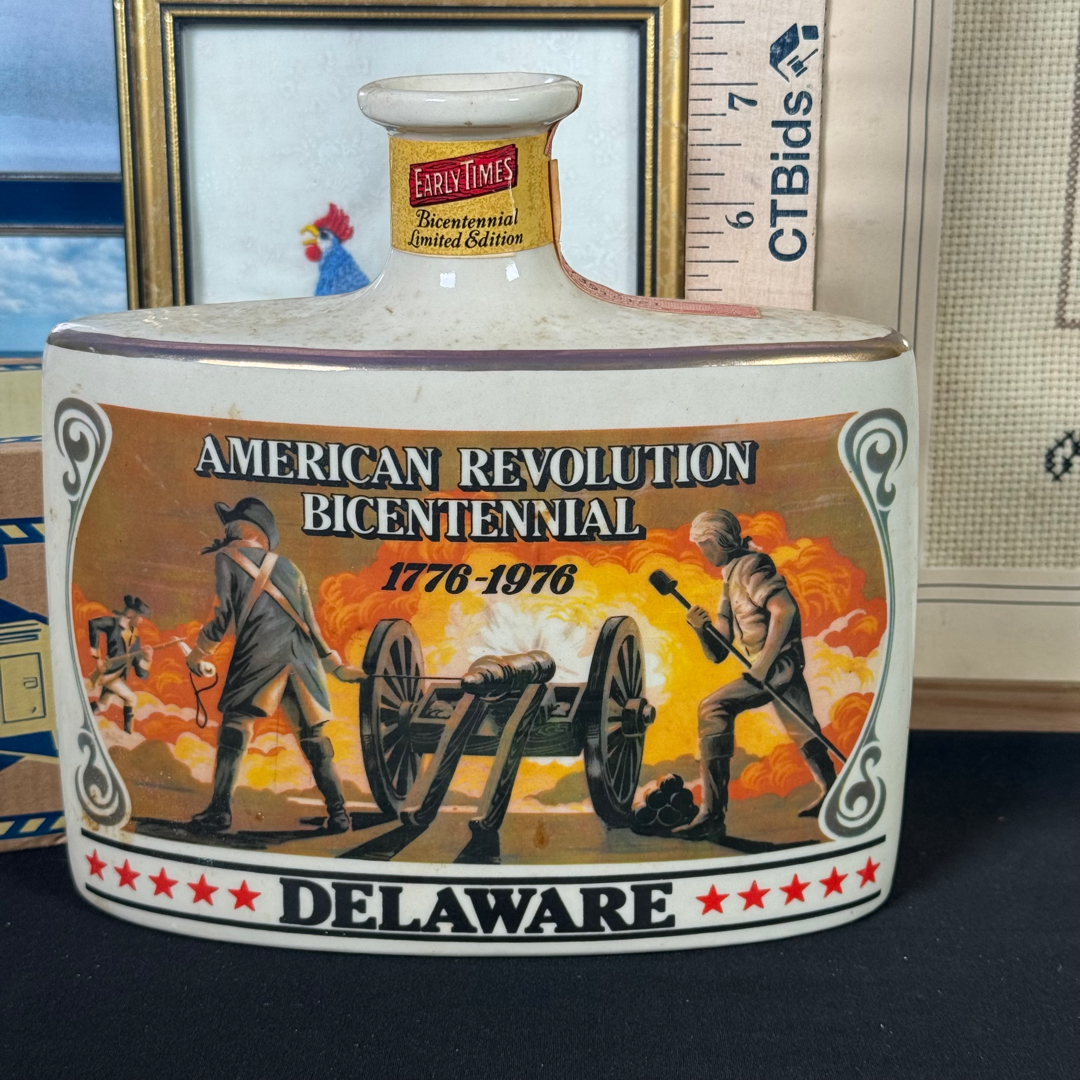 EARLY TIMES
Bicentennial
Limited Edition
AMERICAN REVOLUTION
BICENTENNIAL
1776-1976
DELAWARE
7
6
CTBids